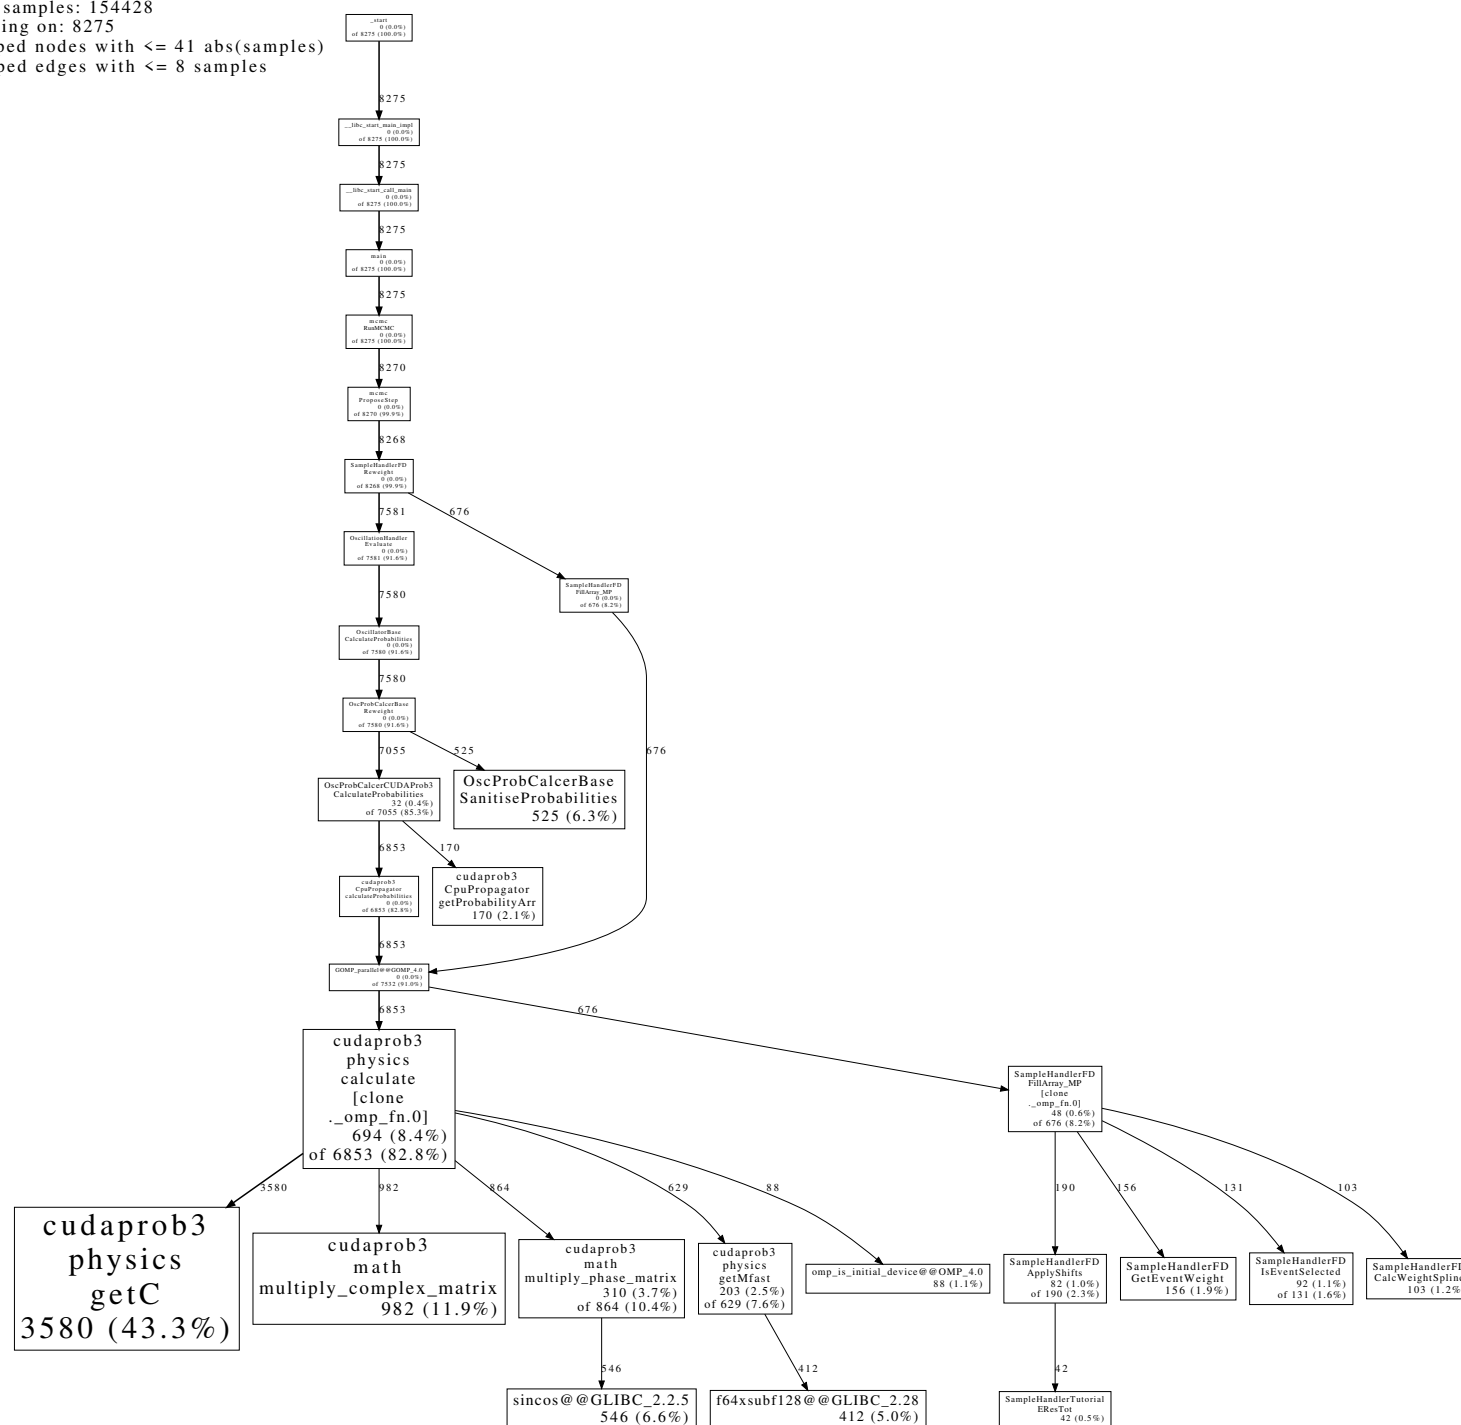 samples: 154428
ing on: 8275
ped nodes with <= 41 abs(samples)
ped edges with <= 8 samples
_start
0 (0.0%)
of 8275 (100.0%)
8275
__libc_start_main_impl
0 (0.0%)
of 8275 (100.0%)
8275
__libc_start_call_main
0 (0.0%)
of 8275 (100.0%)
8275
main
0 (0.0%)
of 8275 (100.0%)
8275
mcmc
RunMCMC
0 (0.0%)
of 8275 (100.0%)
8270
mcmc
ProposeStep
0 (0.0%)
of 8270 (99.9%)
8268
SampleHandlerFD
Reweight
0 (0.0%)
of 8268 (99.9%)
7581
676
OscillationHandler
Evaluate
0 (0.0%)
of 7581 (91.6%)
7580
SampleHandlerFD
FillArray_MP
0 (0.0%)
of 676 (8.2%)
OscillatorBase
CalculateProbabilities
0 (0.0%)
of 7580 (91.6%)
7580
OscProbCalcerBase
Reweight
0 (0.0%)
of 7580 (91.6%)
7055
525
676
OscProbCalcerCUDAProb3
CalculateProbabilities
32 (0.4%)
of 7055 (85.3%)
OscProbCalcerBase
SanitiseProbabilities
525 (6.3%)
6853
170
cudaprob3
CpuPropagator
calculateProbabilities
0 (0.0%)
of 6853 (82.8%)
cudaprob3
CpuPropagator
getProbabilityArr
170 (2.1%)
6853
GOMP_parallel@@GOMP_4.0
0 (0.0%)
of 7532 (91.0%)
6853
676
cudaprob3
physics
calculate
[clone
._omp_fn.0]
694 (8.4%)
of 6853 (82.8%)
SampleHandlerFD
FillArray_MP
[clone
._omp_fn.0]
48 (0.6%)
of 676 (8.2%)
3580
982
864
629
88
190
156
131
103
cudaprob3
physics
getC
3580 (43.3%)
cudaprob3
math
multiply_complex_matrix
982 (11.9%)
cudaprob3
math
multiply_phase_matrix
310 (3.7%)
of 864 (10.4%)
cudaprob3
physics
getMfast
203 (2.5%)
of 629 (7.6%)
omp_is_initial_device@@OMP_4.0
88 (1.1%)
SampleHandlerFD
ApplyShifts
82 (1.0%)
of 190 (2.3%)
SampleHandlerFD
GetEventWeight
156 (1.9%)
SampleHandlerFD
IsEventSelected
92 (1.1%)
of 131 (1.6%)
SampleHandlerFD
CalcWeightSpline
103 (1.2%
546
412
42
sincos@@GLIBC_2.2.5
546 (6.6%)
f64xsubf128@@GLIBC_2.28
412 (5.0%)
SampleHandlerTutorial
EResTot
42 (0.5%)